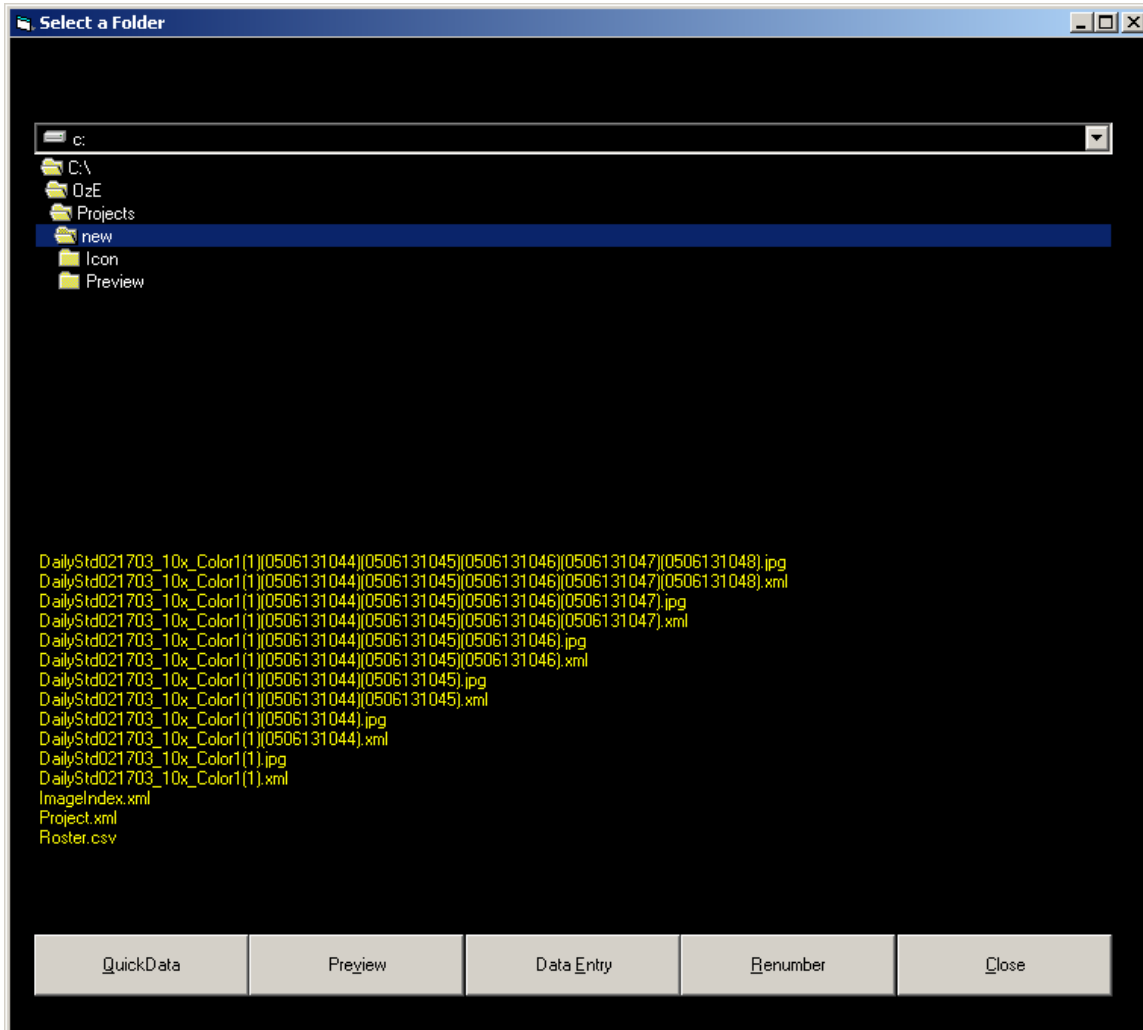 Select a Folder
c:
C:\
OzE
Projects
new
Icon
Preview
DailyStd021703_10x_Color1(1)(0506131044)(0506131045)(0506131046)(0506131047)(0506131048).jpg
DailyStd021703_10x_Color1(1)(0506131044)(0506131045)(0506131046)(0506131047)(0506131048).xml
DailyStd021703_10x_Color1(1)(0506131044)(0506131045)(0506131046)(0506131047).jpg
DailyStd021703_10x_Color1(1)(0506131044)(0506131045)(0506131046)(0506131047).xml
DailyStd021703_10x_Color1(1)(0506131044)(0506131045)(0506131046).jpg
DailyStd021703_10x_Color1(1)(0506131044)(0506131045)(0506131046).xml
DailyStd021703_10x_Color1(1)(0506131044)(0506131045).jpg
DailyStd021703_10x_Color1(1)(0506131044)(0506131045).xml
DailyStd021703_10x_Color1(1)(0506131044).jpg
DailyStd021703_10x_Color1(1)(0506131044).xml
DailyStd021703_10x_Color1(1).jpg
DailyStd021703_10x_Color1(1).xml
ImageIndex.xml
Project.xml
Roster.csv
QuickData Preview Data Entry Renumber Close